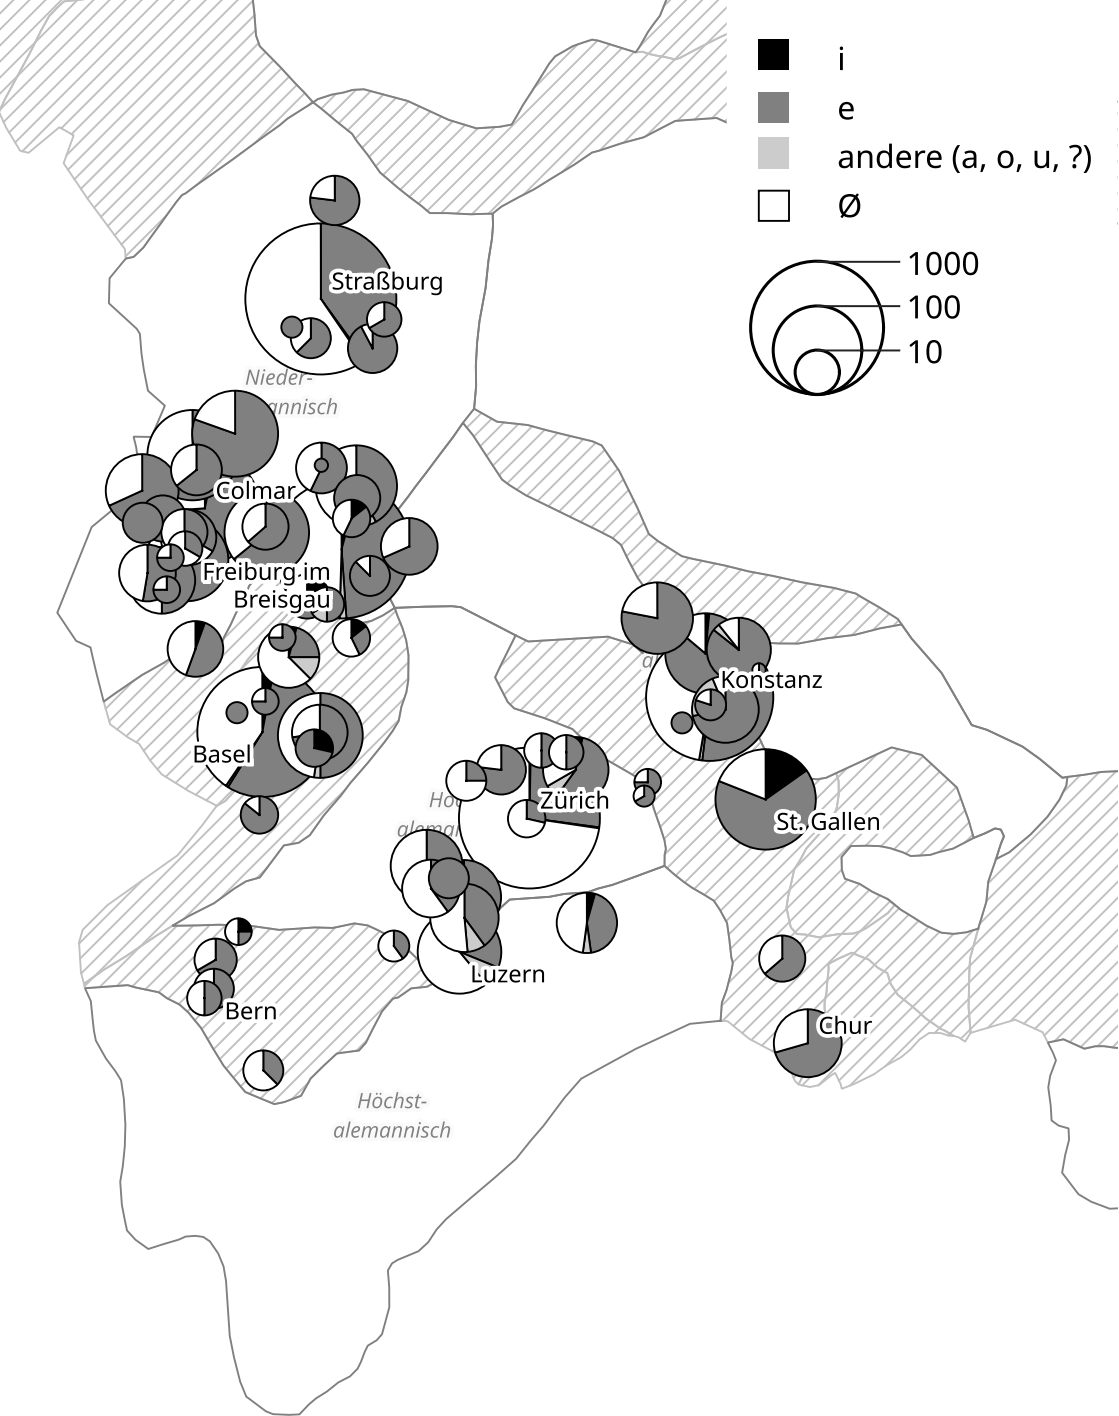 i
e
andere (a, o, u, ?)
Ø
1000
100
10
Straßburg
Nieder-
Colmar
Freiburg im
Breisgau
Konstanz
Basel
Zürich
St. Gallen
Luzern
Bern
Chur
Höchst-
alemannisch